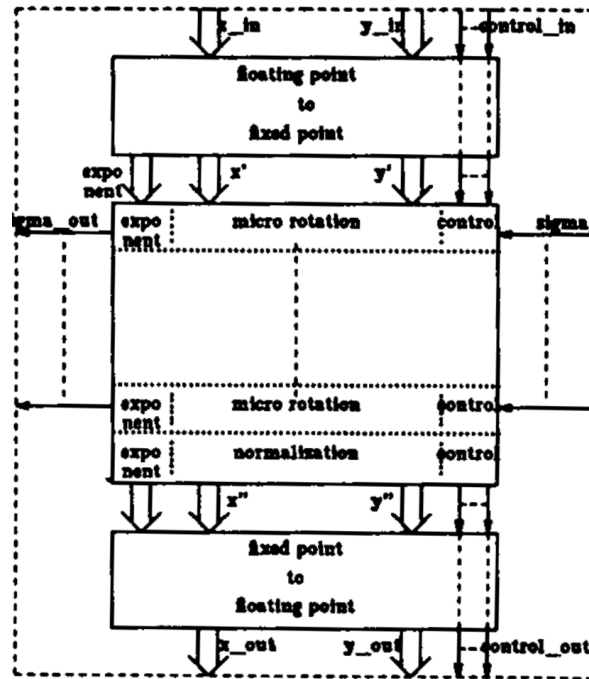 x_in y_in control_in
floating point
to
fixed point
expo
nent x' y'
igma_out expo
nent micro rotation control sigma
expo
nent micro rotation control
expo
nent normalization control
x" y"
fixed point
to
floating point
x_out y_out control_out